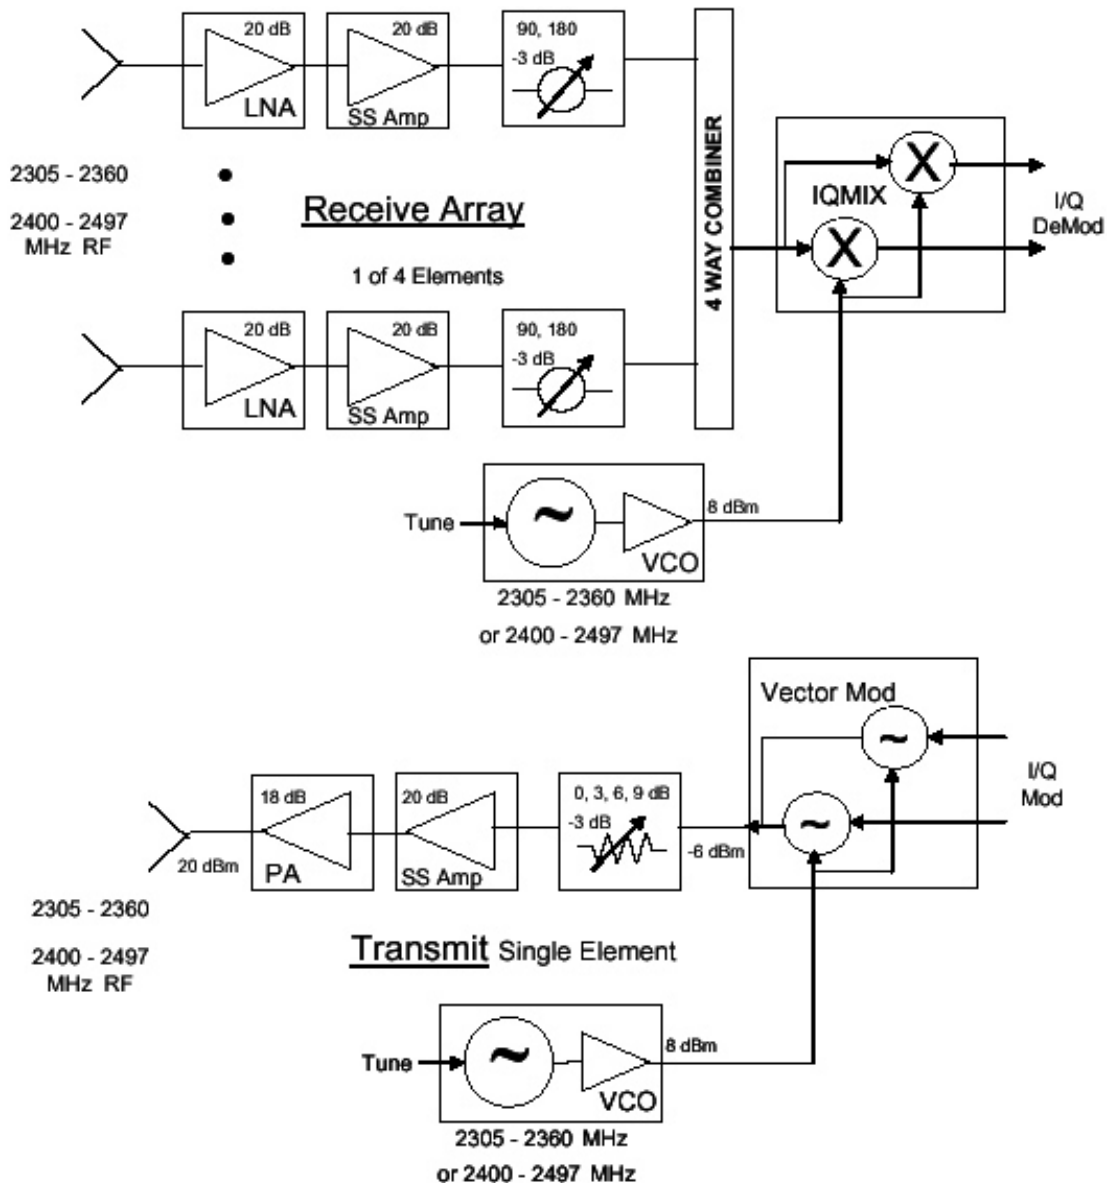 20 dB
20 dB
90, 180
-3 dB
LNA
SS Amp
2305 - 2360
2400 - 2497
MHz RF
Receive Array
1 of 4 Elements
4 WAY COMBINER
X
IQMIX
X
I/Q
DeMod
20 dB
20 dB
90, 180
-3 dB
LNA
SS Amp
Tune
~
VCO
8 dBm
2305 - 2360 MHz
or 2400 - 2497 MHz
Vector Mod
~
~
I/Q
Mod
18 dB
20 dB
0, 3, 6, 9 dB
-3 dB
-6 dBm
20 dBm
PA
SS Amp
2305 - 2360
2400 - 2497
MHz RF
Transmit Single Element
Tune
~
VCO
8 dBm
2305 - 2360 MHz
or 2400 - 2497 MHz